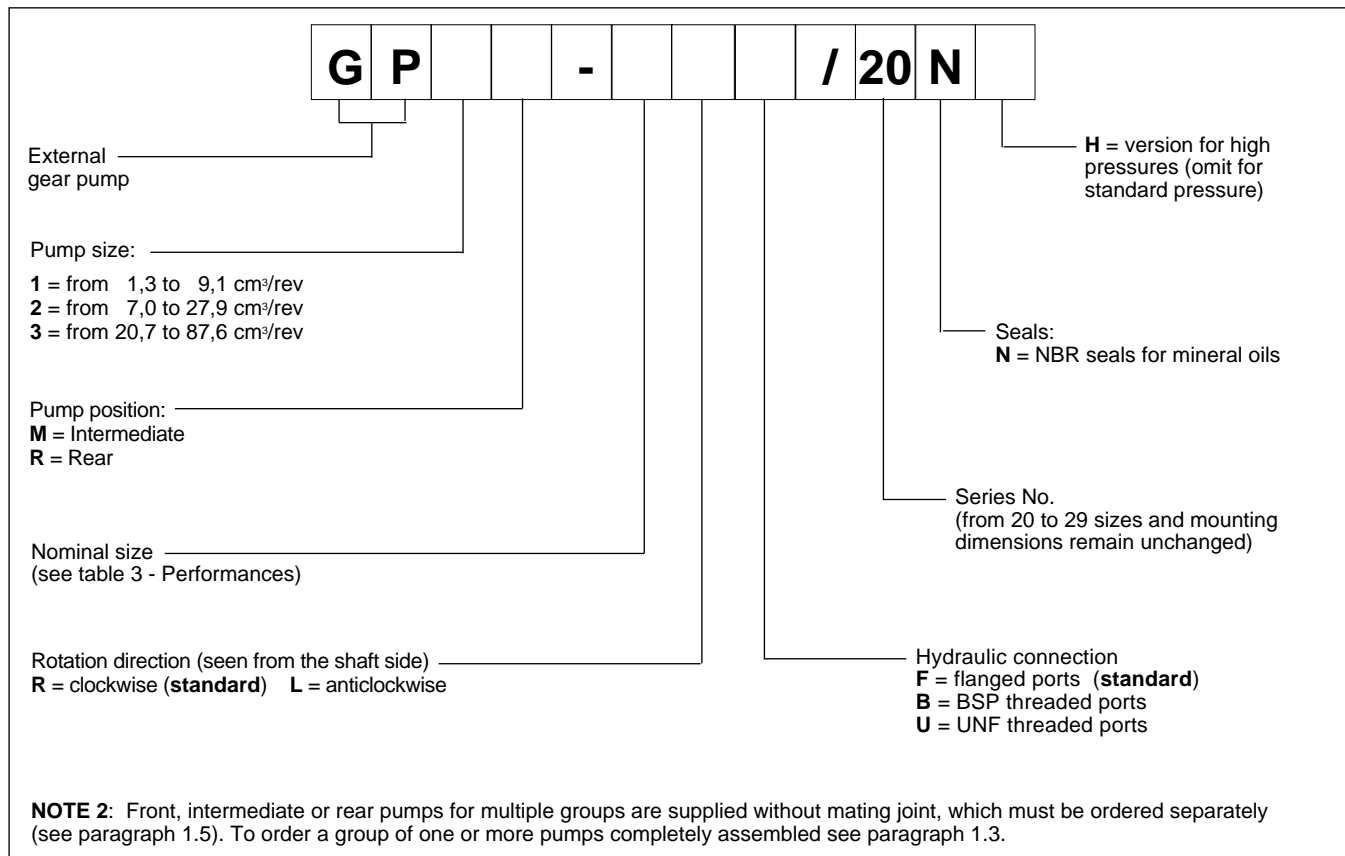 G P - / 20 N
External
gear pump
H = version for high
pressures (omit for
standard pressure)
Pump size:
1 = from 1,3 to 9,1 cm³/rev
2 = from 7,0 to 27,9 cm³/rev
3 = from 20,7 to 87,6 cm³/rev
Seals:
N = NBR seals for mineral oils
Pump position:
M = Intermediate
R = Rear
Series No.
(from 20 to 29 sizes and mounting
dimensions remain unchanged)
Nominal size
(see table 3 - Performances)
Rotation direction (seen from the shaft side)
R = clockwise (standard) L = anticlockwise
Hydraulic connection
F = flanged ports (standard)
B = BSP threaded ports
U = UNF threaded ports
NOTE 2: Front, intermediate or rear pumps for multiple groups are supplied without mating joint, which must be ordered separately
(see paragraph 1.5). To order a group of one or more pumps completely assembled see paragraph 1.3.